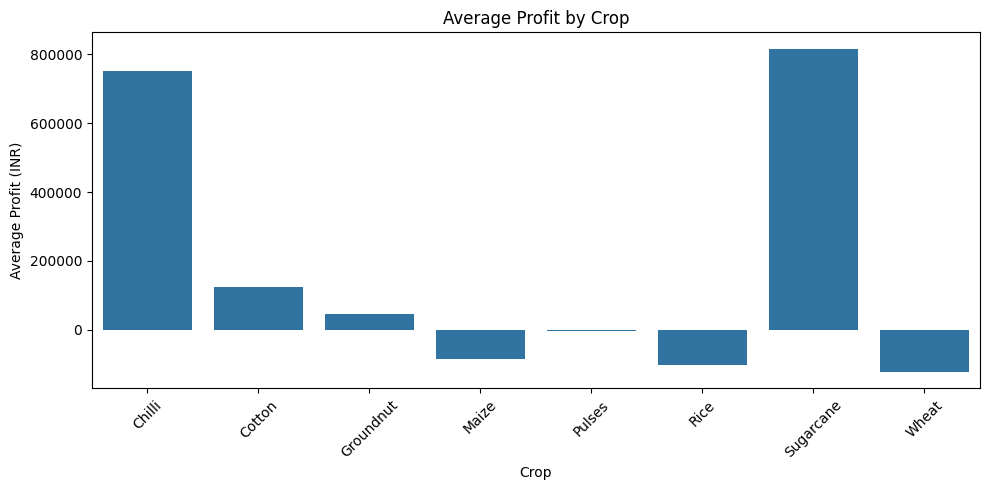 Average Profit by Crop
Average Profit (INR)
800000
600000
400000
200000
0
Chilli
Cotton
Groundnut
Maize
Pulses
Rice
Sugarcane
Wheat
Crop